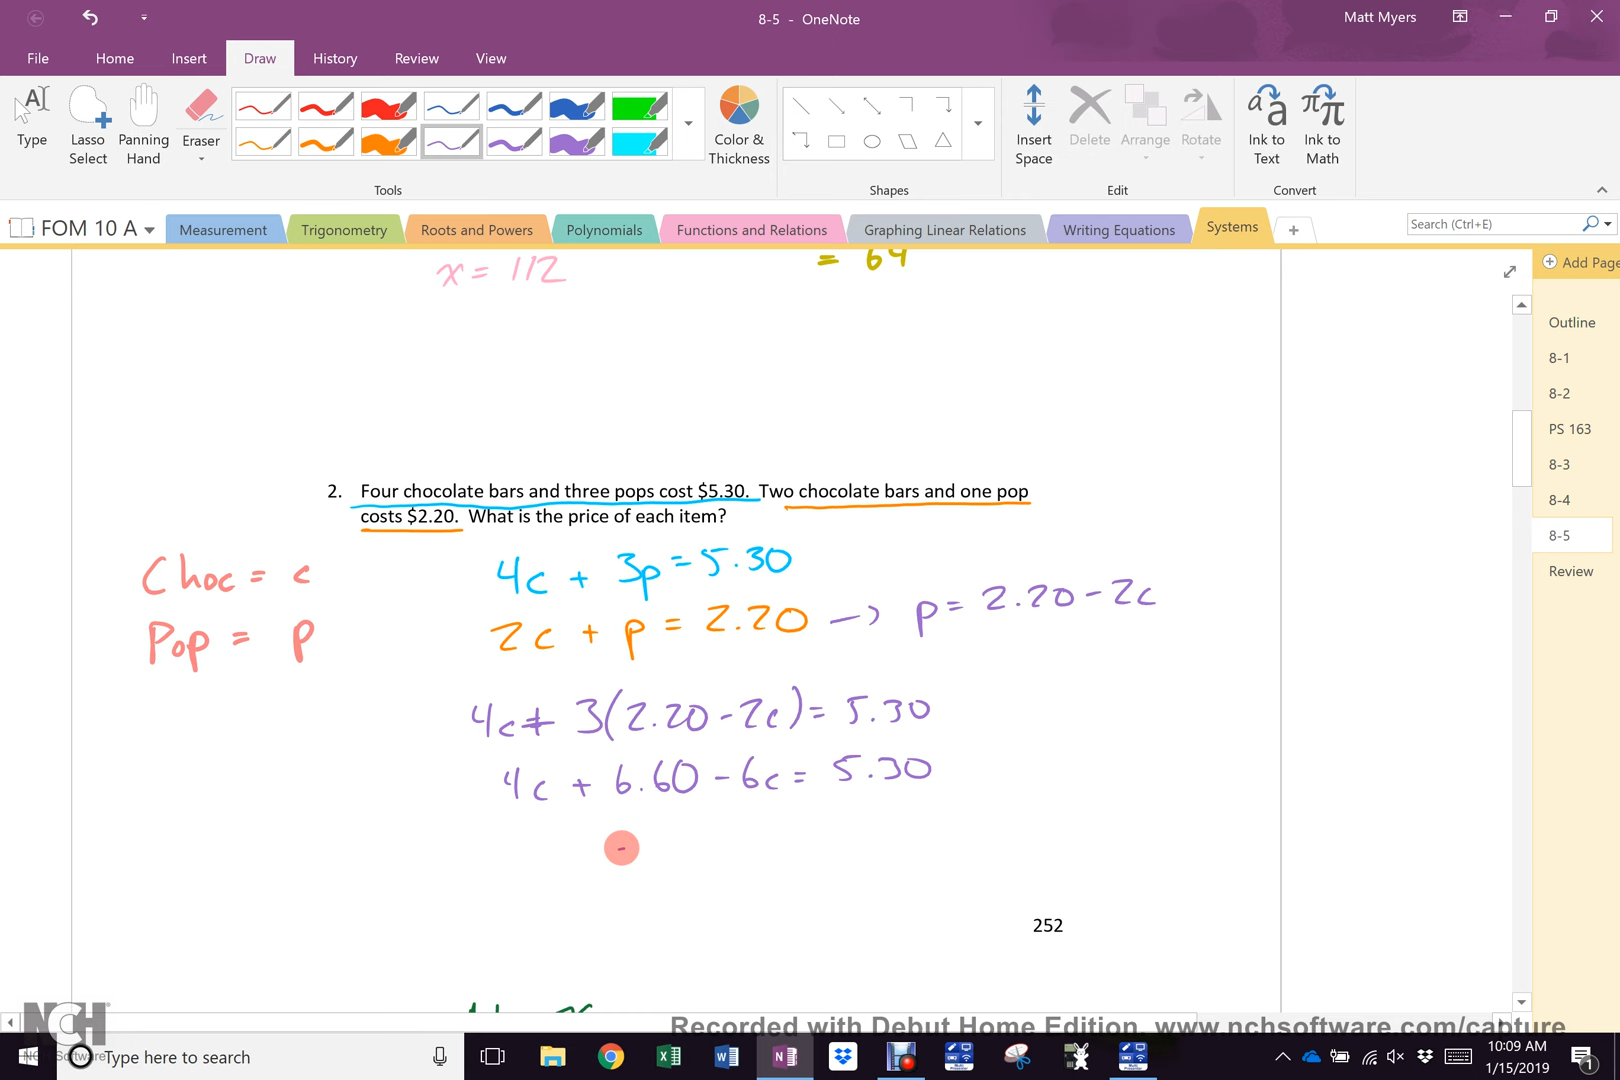 8-5 - OneNote
Matt Myers
File Home Insert Draw History Review View
Type
Lasso Select
Panning Hand
Eraser
Color & Thickness
Insert Space
Delete
Arrange
Rotate
Ink to Text
Ink to Math
Tools
Shapes
Edit
Convert
FOM 10 A
Measurement Trigonometry Roots and Powers Polynomials Functions and Relations Graphing Linear Relations Writing Equations Systems +
Search (Ctrl+E)
Add Page
Outline
8-1
8-2
PS 163
8-3
8-4
8-5
Review
x = 112
= 64
2. Four chocolate bars and three pops cost $5.30. Two chocolate bars and one pop
costs $2.20. What is the price of each item?
Choc = c
Pop = p
4c + 3p = 5.30
2c + p = 2.20 → p = 2.20 - 2c
4c + 3(2.20 - 2c) = 5.30
4c + 6.60 - 6c = 5.30
-
252
NCH
NCH Software
Recorded with Debut Home Edition. www.nchsoftware.com/capture
Type here to search
10:09 AM
1/15/2019
1